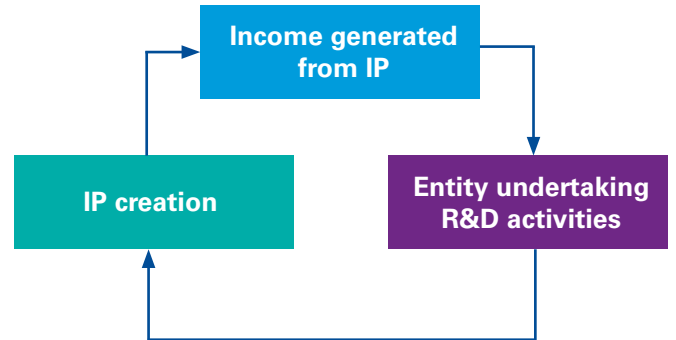 Income generated
from IP
IP creation
Entity undertaking
R&D activities